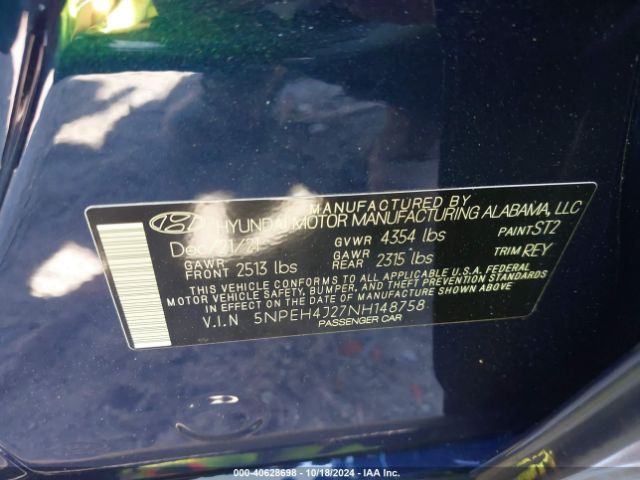 MANUFACTURED BY
HYUNDAI MOTOR MANUFACTURING ALABAMA, LLC
Dec/21/21 GVWR 4354 lbs PAINT ST2
GAWR FRONT 2513 lbs GAWR REAR 2315 lbs TRIM REY
THIS VEHICLE CONFORMS TO ALL APPLICABLE U.S.A. FEDERAL
MOTOR VEHICLE SAFETY, BUMPER, AND THEFT PREVENTION STANDARDS
IN EFFECT ON THE DATE OF MANUFACTURE SHOWN ABOVE
V.I.N 5NPEH4J27NH148758
PASSENGER CAR
000-40628698 - 10/18/2024 - IAA Inc.